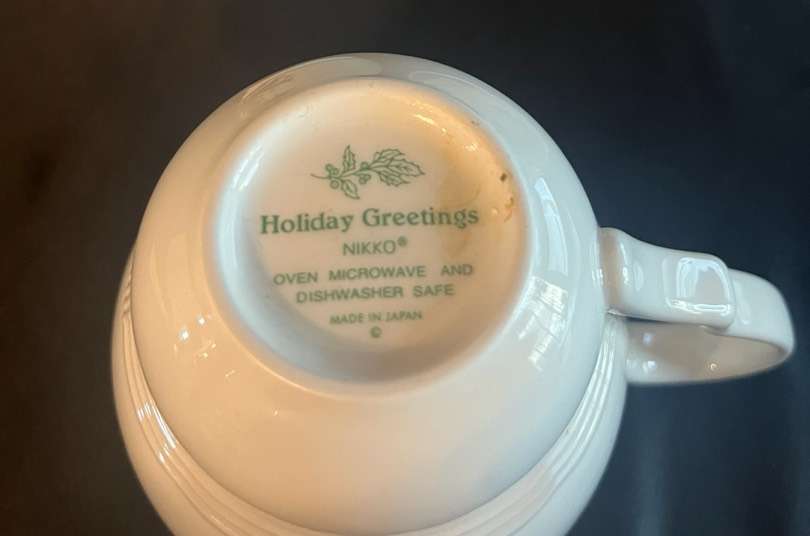 Holiday Greetings
NIKKO®
OVEN MICROWAVE AND
DISHWASHER SAFE
MADE IN JAPAN
©